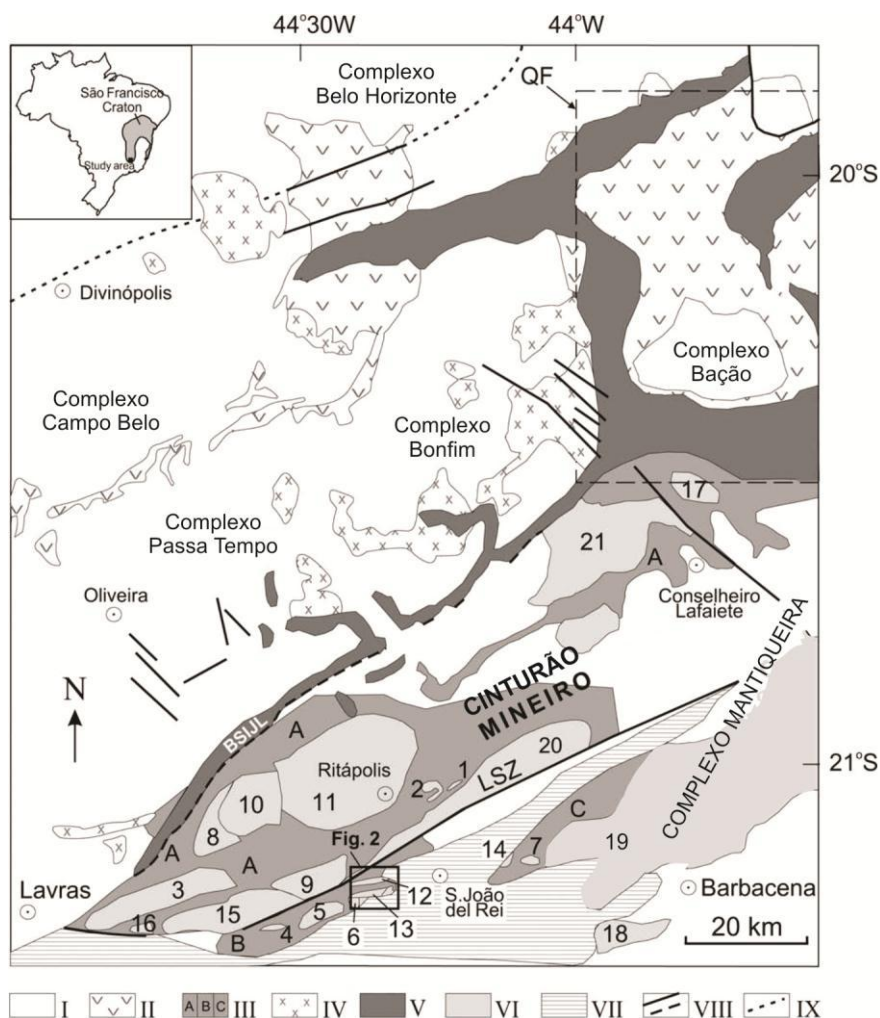 44°30W
44°W
São Francisco
Craton
Study area
Complexo
Belo Horizonte
QF
20°S
Divinópolis
Complexo
Bação
Complexo
Campo Belo
Complexo
Bonfim
17
Complexo
Passa Tempo
21
A
Oliveira
Conselheiro
Lafaiete
COMPLEXO MANTIQUEIRA
CINTURÃO
MINEIRO
N
BSIJL
A
20
21°S
LSZ
Ritápolis
1
2
10
11
C
8
Fig. 2
14
7
19
A
A
3
9
Lavras
12
S.João
del Rei
Barbacena
16
15
5
6
13
B
4
18
20 km
I
II
A B C III
IV
V
VI
VII
VIII
IX